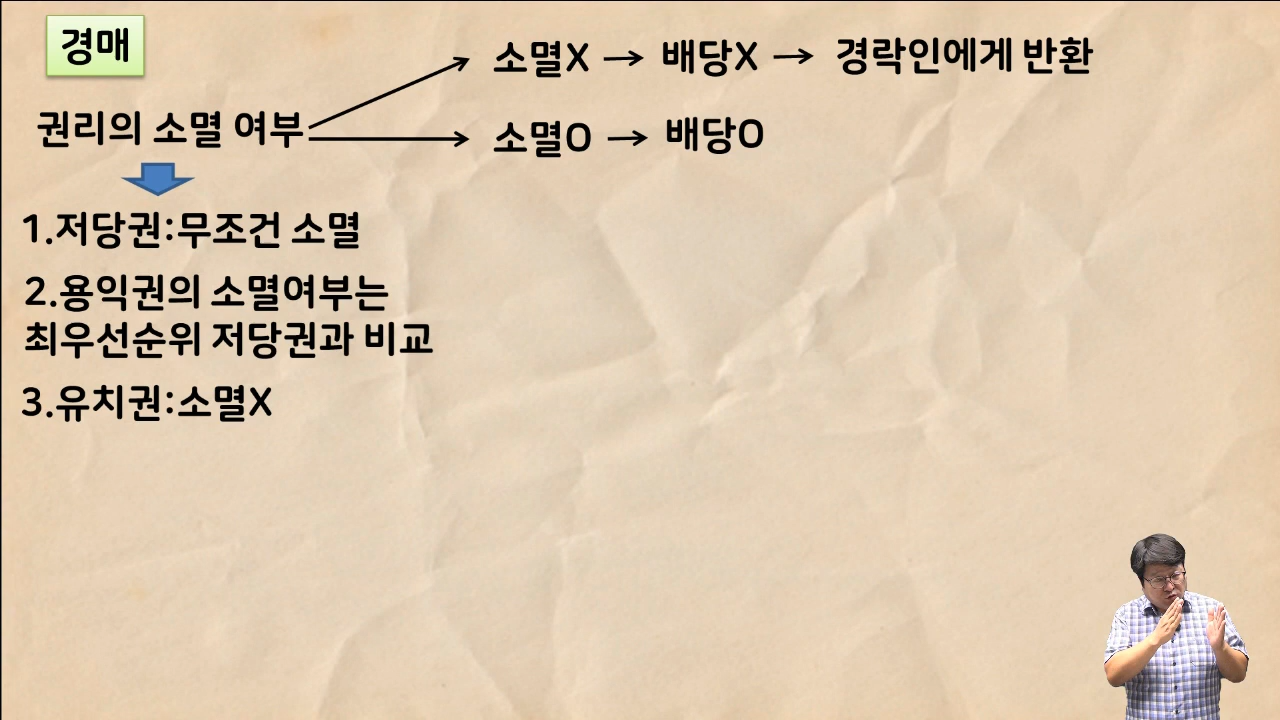 경매
소멸X → 배당X → 경락인에게 반환
권리의 소멸 여부
소멸O → 배당O
1.저당권:무조건 소멸
2.용익권의 소멸여부는
최우선순위 저당권과 비교
3.유치권:소멸X